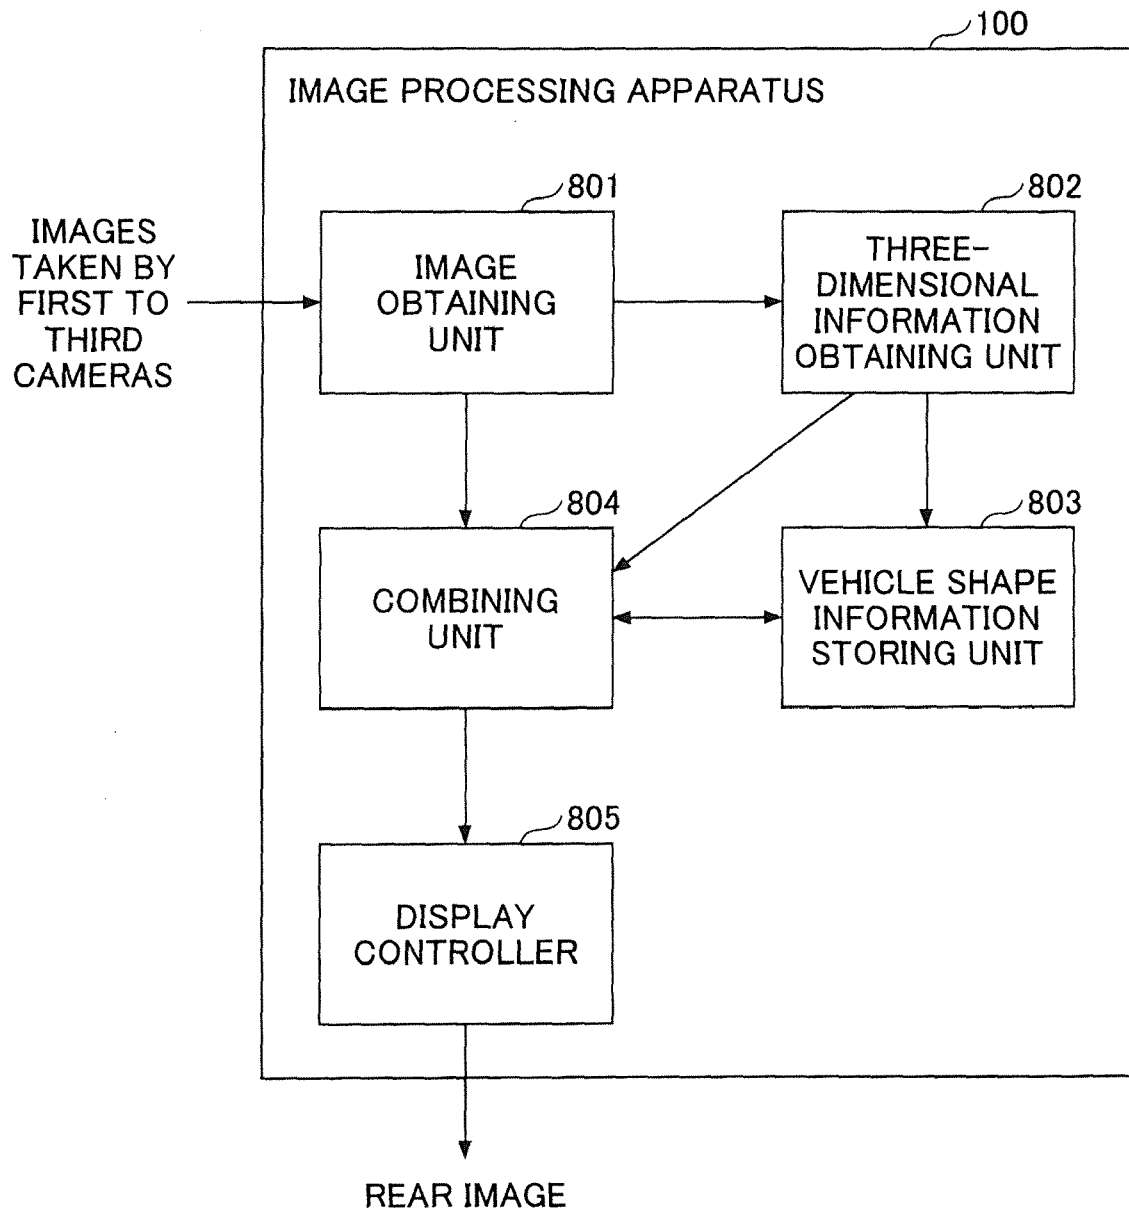 100
IMAGE PROCESSING APPARATUS
801
802
IMAGES
TAKEN BY
FIRST TO
THIRD
CAMERAS
IMAGE
OBTAINING
UNIT
THREE-
DIMENSIONAL
INFORMATION
OBTAINING UNIT
804
803
COMBINING
UNIT
VEHICLE SHAPE
INFORMATION
STORING UNIT
805
DISPLAY
CONTROLLER
REAR IMAGE